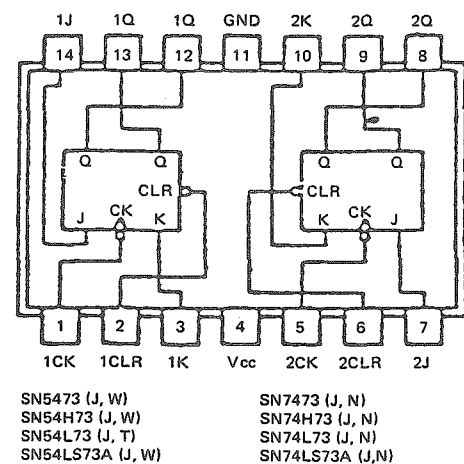 1J 1Q 1Q GND 2K 2Q 2Q
14 13 12 11 10 9 8
Q Q Q Q
CLR CLR
CK CK
J K K J
1 2 3 4 5 6 7
1CK 1CLR 1K Vcc 2CK 2CLR 2J
SN5473 (J, W) SN7473 (J, N)
SN54H73 (J, W) SN74H73 (J, N)
SN54L73 (J, T) SN74L73 (J, N)
SN54LS73A (J, W) SN74LS73A (J,N)